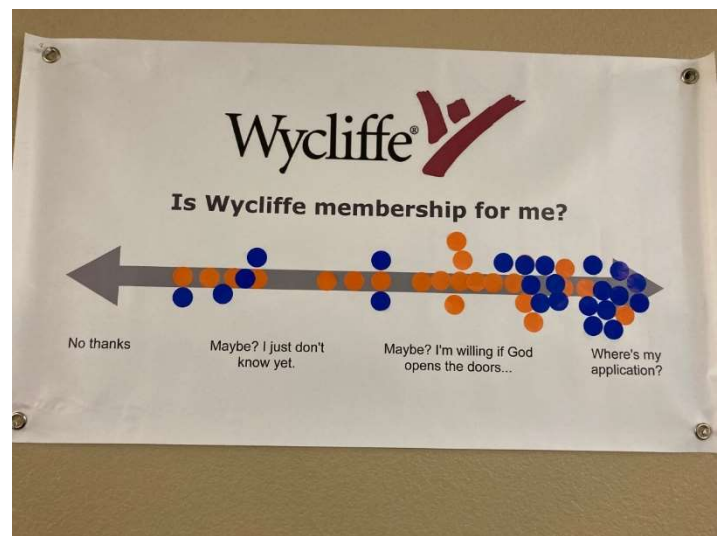 Wycliffe®
Is Wycliffe membership for me?
No thanks
Maybe? I just don't
know yet.
Maybe? I'm willing if God
opens the doors...
Where's my
application?